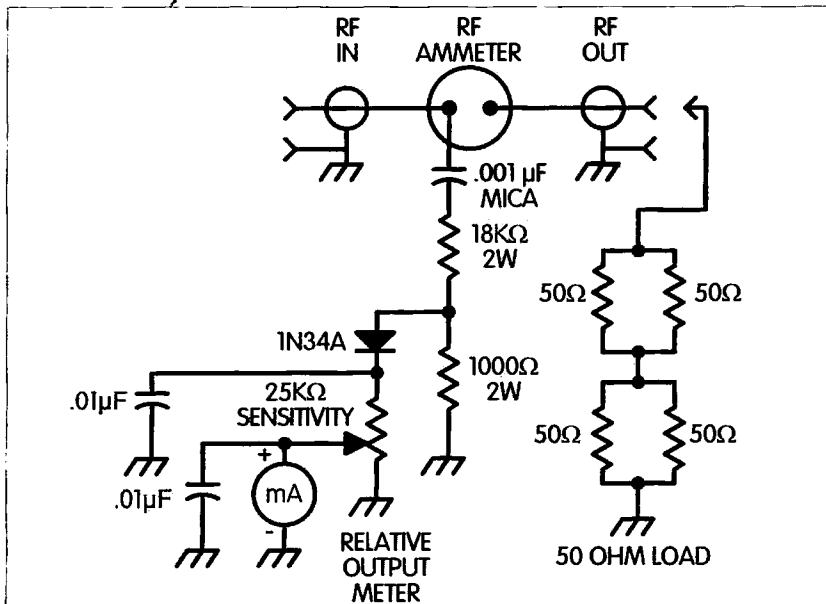 RF
IN
RF
AMMETER
RF
OUT
.001 µF
MICA
18KΩ
2W
50Ω
50Ω
1N34A
1000Ω
2W
.01µF
25KΩ
SENSITIVITY
50Ω
50Ω
+
.01µF
mA
-
RELATIVE
OUTPUT
METER
50 OHM LOAD